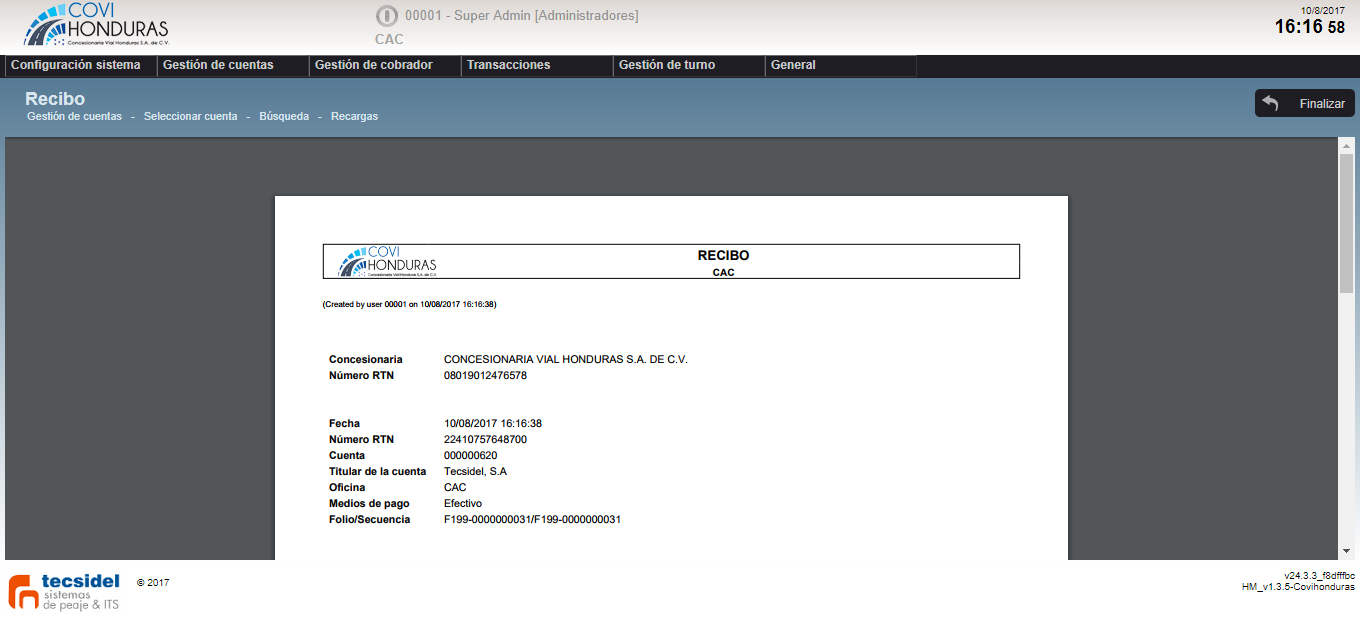 COVI
HONDURAS
Concesionaria Vial Honduras S.A. de C.V.
00001 - Super Admin [Administradores]
CAC
10/8/2017
16:16 58
Configuración sistema
Gestión de cuentas
Gestión de cobrador
Transacciones
Gestión de turno
General
Recibo
Gestión de cuentas - Seleccionar cuenta - Búsqueda - Recargas
Finalizar
COVI
HONDURAS
Concesionaria Vial Honduras S.A. de C.V.
RECIBO
CAC
(Created by user 00001 on 10/08/2017 16:16:38)
Concesionaria CONCESIONARIA VIAL HONDURAS S.A. DE C.V.
Número RTN 08019012476578
Fecha 10/08/2017 16:16:38
Número RTN 22410757648700
Cuenta 000000620
Titular de la cuenta Tecsidel, S.A
Oficina CAC
Medios de pago Efectivo
Folio/Secuencia F199-0000000031/F199-0000000031
tecsidel
sistemas
de peaje & ITS
© 2017
v24.3.3_f8dfffbc
HM_v1.3.5-Covihonduras